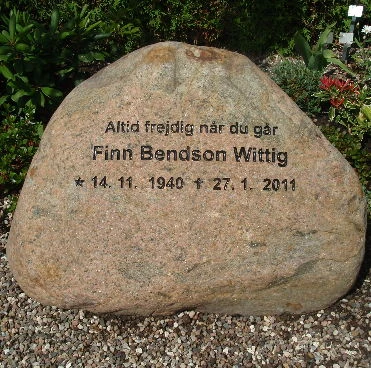 Altid frejdig når du går
Finn Bendson Wittig
* 14. 11. 1940 ✝ 27. 1. 2011